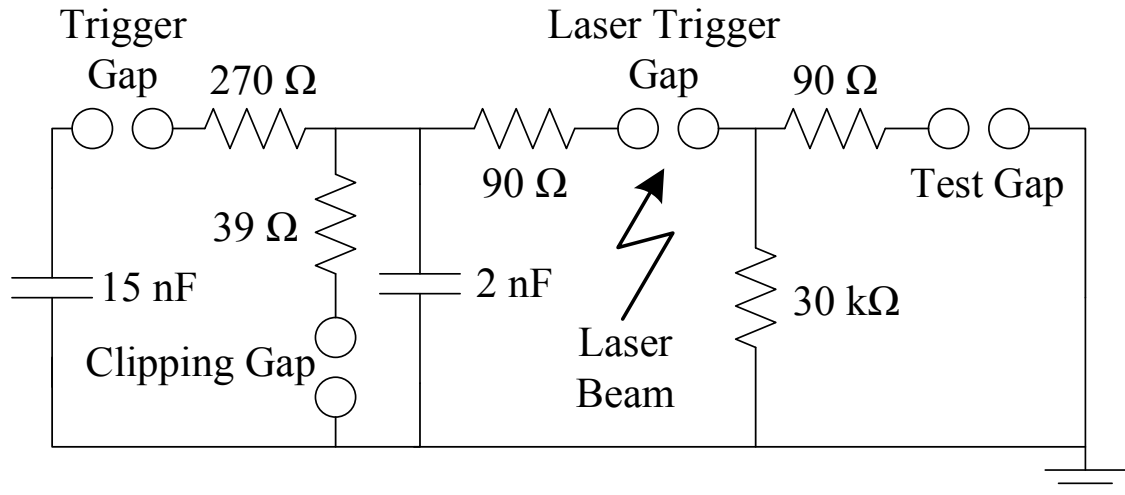 Trigger
Gap
270 Ω
Laser Trigger
Gap
90 Ω
90 Ω
Test Gap
39 Ω
15 nF
2 nF
30 kΩ
Clipping Gap
Laser
Beam